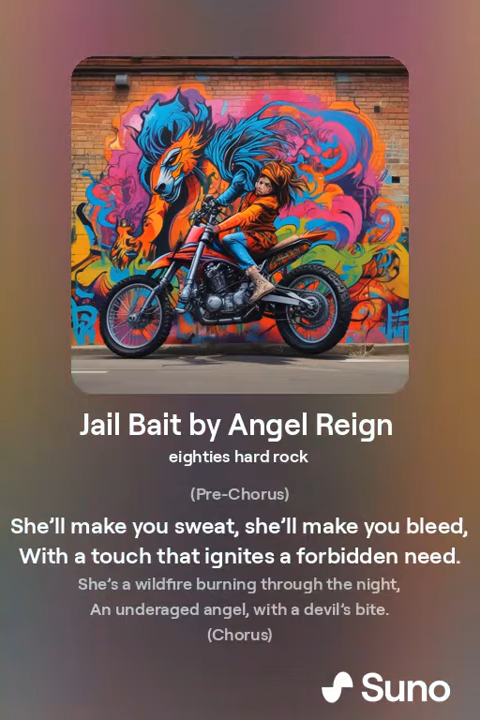 Jail Bait by Angel Reign
eighties hard rock
(Pre-Chorus)
She’ll make you sweat, she’ll make you bleed,
With a touch that ignites a forbidden need.
She’s a wildfire burning through the night,
An underaged angel, with a devil’s bite.
(Chorus)
Suno